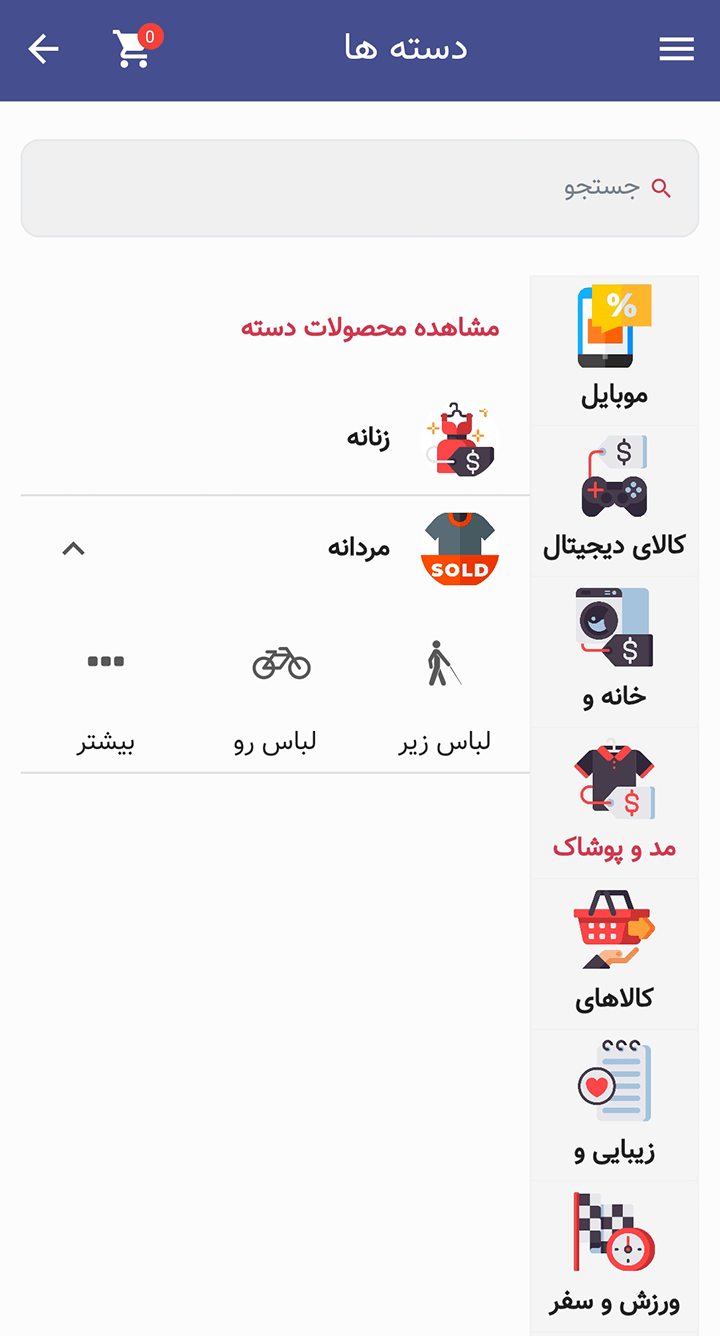 دسته ها
0
جستجو
%
موبایل
$
کالای دیجیتال
$
خانه و
$
مد و پوشاک
کالاهای
زیبایی و
ورزش و سفر
مشاهده محصولات دسته
$
زنانه
SOLD
مردانه
لباس زیر
لباس رو
بیشتر